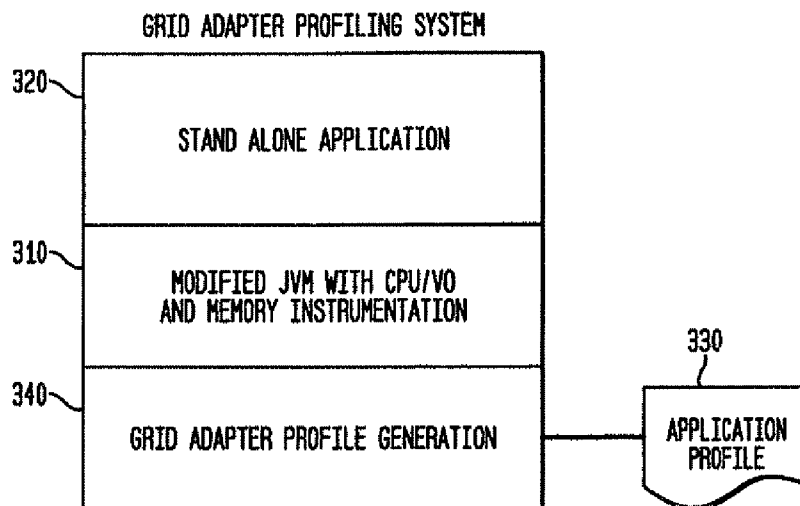 GRID ADAPTER PROFILING SYSTEM
320
STAND ALONE APPLICATION
310
MODIFIED JVM WITH CPU/VO
AND MEMORY INSTRUMENTATION
330
340
GRID ADAPTER PROFILE GENERATION
APPLICATION
PROFILE